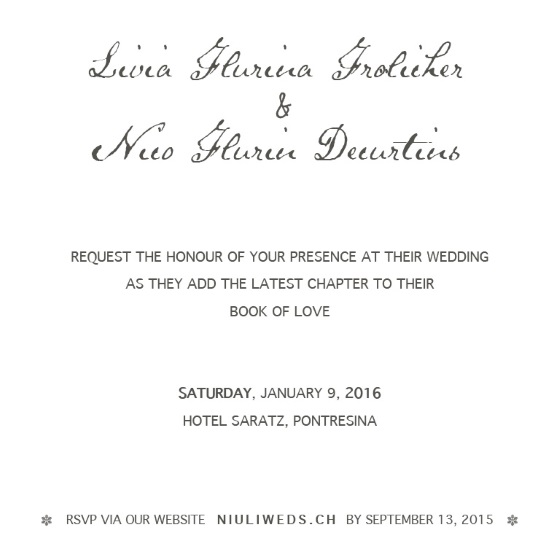 Livia Flurina Frolicher
&
Nico Flurin Decurtins
REQUEST THE HONOUR OF YOUR PRESENCE AT THEIR WEDDING
AS THEY ADD THE LATEST CHAPTER TO THEIR
BOOK OF LOVE
SATURDAY, JANUARY 9, 2016
HOTEL SARATZ, PONTRESINA
✽ RSVP VIA OUR WEBSITE NIULIWEDS.CH BY SEPTEMBER 13, 2015 ✽